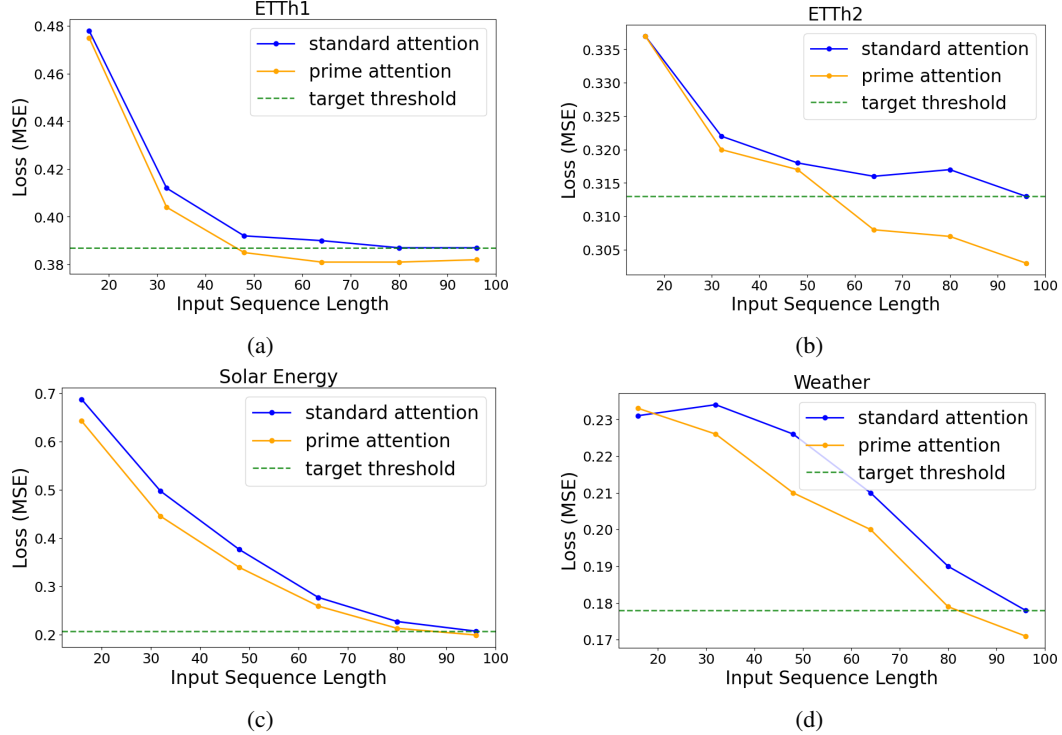 ETTh1
0.48
0.46
0.44
0.42
0.40
0.38
Loss (MSE)
standard attention
prime attention
target threshold
20 30 40 50 60 70 80 90 100
Input Sequence Length
(a)
ETTh2
0.335
0.330
0.325
0.320
0.315
0.310
0.305
Loss (MSE)
standard attention
prime attention
target threshold
20 30 40 50 60 70 80 90 100
Input Sequence Length
(b)
Solar Energy
0.7
0.6
0.5
0.4
0.3
0.2
Loss (MSE)
standard attention
prime attention
target threshold
20 30 40 50 60 70 80 90 100
Input Sequence Length
(c)
Weather
0.23
0.22
0.21
0.20
0.19
0.18
0.17
Loss (MSE)
standard attention
prime attention
target threshold
20 30 40 50 60 70 80 90 100
Input Sequence Length
(d)